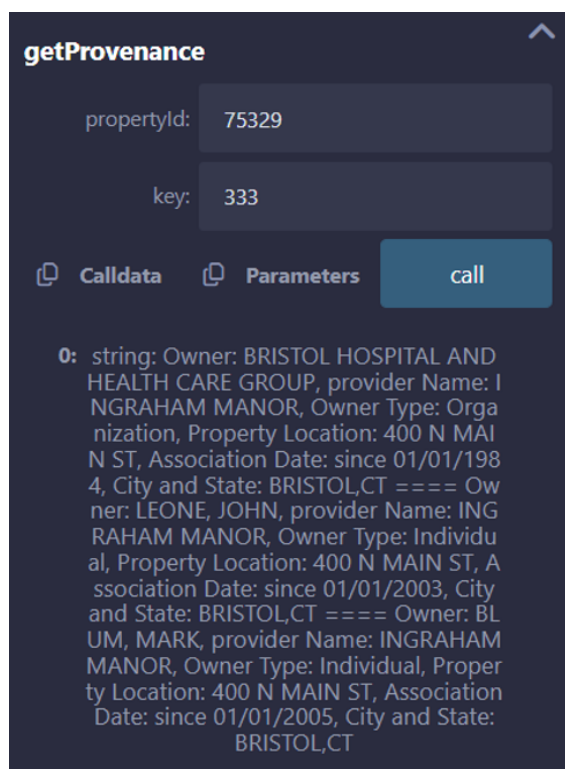 getProvenance
propertyId: 75329
key: 333
Calldata Parameters call
0: string: Owner: BRISTOL HOSPITAL AND
HEALTH CARE GROUP, provider Name: I
NGRAHAM MANOR, Owner Type: Orga
nization, Property Location: 400 N MAI
N ST, Association Date: since 01/01/198
4, City and State: BRISTOL,CT ==== Ow
ner: LEONE, JOHN, provider Name: ING
RAHAM MANOR, Owner Type: Individu
al, Property Location: 400 N MAIN ST, A
ssociation Date: since 01/01/2003, City
and State: BRISTOL,CT ==== Owner: BL
UM, MARK, provider Name: INGRAHAM
MANOR, Owner Type: Individual, Proper
ty Location: 400 N MAIN ST, Association
Date: since 01/01/2005, City and State:
BRISTOL,CT